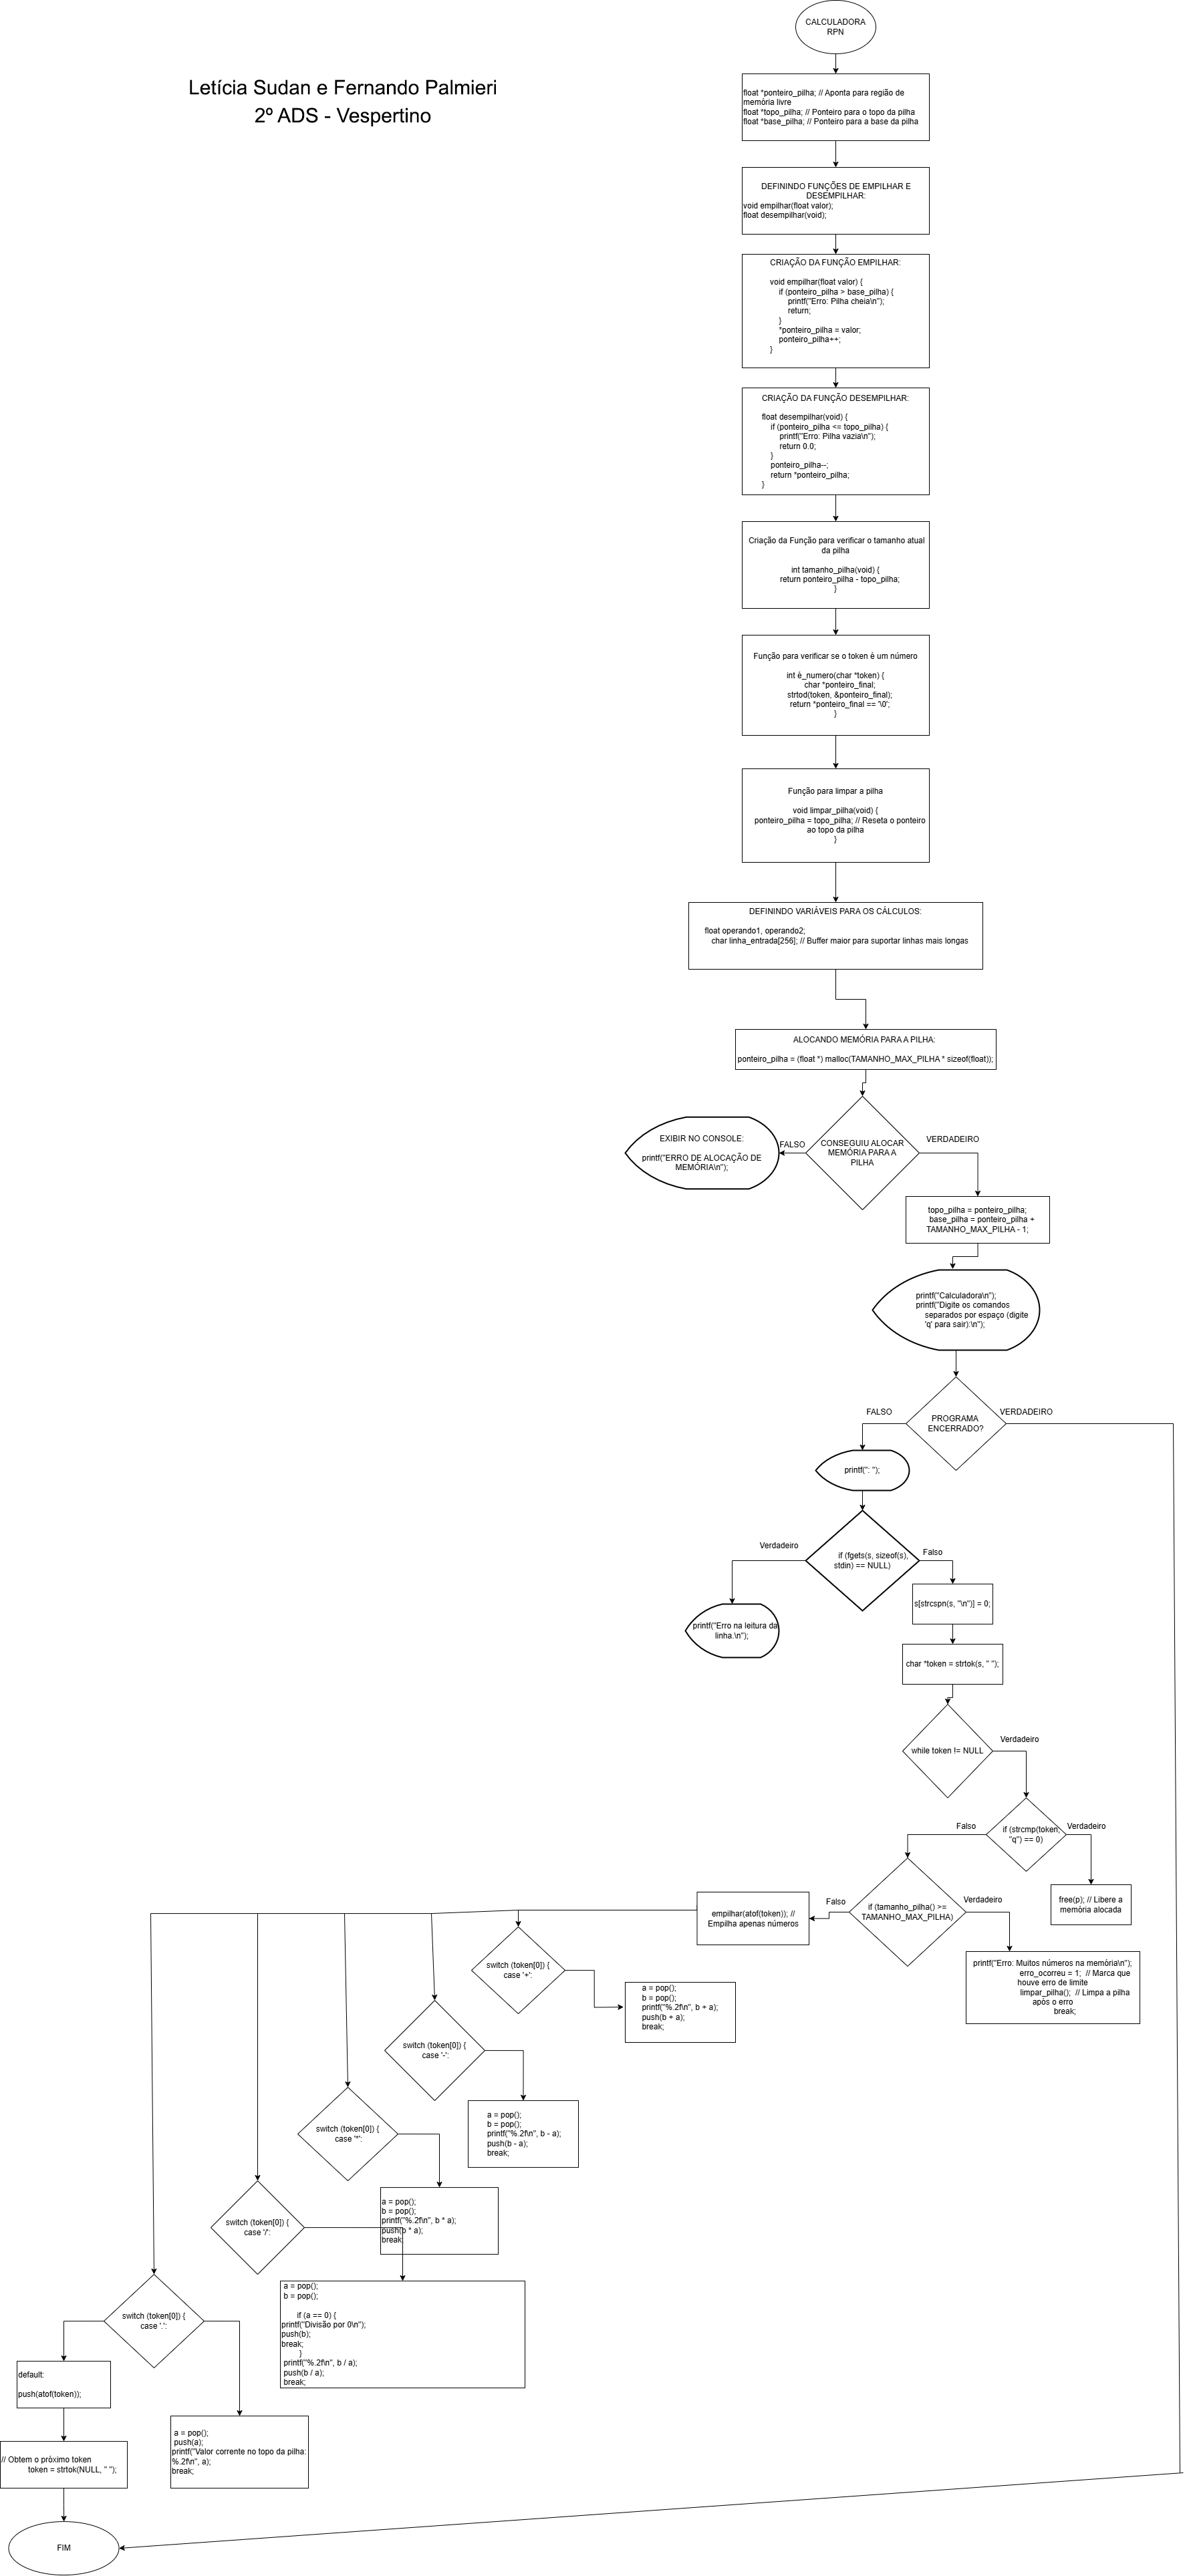 CALCULADORA
RPN
Letícia Sudan e Fernando Palmieri
2º ADS - Vespertino
float *ponteiro_pilha; // Aponta para região de
memória livre
float *topo_pilha; // Ponteiro para o topo da pilha
float *base_pilha; // Ponteiro para a base da pilha
DEFININDO FUNÇÕES DE EMPILHAR E
DESEMPILHAR:
void empilhar(float valor);
float desempilhar(void);
CRIAÇÃO DA FUNÇÃO EMPILHAR:
void empilhar(float valor) {
if (ponteiro_pilha > base_pilha) {
printf("Erro: Pilha cheia\n");
return;
}
*ponteiro_pilha = valor;
ponteiro_pilha++;
}
CRIAÇÃO DA FUNÇÃO DESEMPILHAR:
float desempilhar(void) {
if (ponteiro_pilha <= topo_pilha) {
printf("Erro: Pilha vazia\n");
return 0.0;
}
ponteiro_pilha--;
return *ponteiro_pilha;
}
Criação da Função para verificar o tamanho atual
da pilha
int tamanho_pilha(void) {
return ponteiro_pilha - topo_pilha;
}
Função para verificar se o token é um número
int è_numero(char *token) {
char *ponteiro_final;
strtod(token, &ponteiro_final);
return *ponteiro_final == '\0';
}
Função para limpar a pilha
void limpar_pilha(void) {
ponteiro_pilha = topo_pilha; // Reseta o ponteiro
ao topo da pilha
}
DEFININDO VARIÁVEIS PARA OS CÁLCULOS:
float operando1, operando2;
char linha_entrada[256]; // Buffer maior para suportar linhas mais longas
ALOCANDO MEMÓRIA PARA A PILHA:
ponteiro_pilha = (float *) malloc(TAMANHO_MAX_PILHA * sizeof(float));
CONSEGUIU ALOCAR
MEMÓRIA PARA A
PILHA
FALSO
VERDADEIRO
EXIBIR NO CONSOLE:
printf("ERRO DE ALOCAÇÃO DE
MEMÓRIA\n");
topo_pilha = ponteiro_pilha;
base_pilha = ponteiro_pilha +
TAMANHO_MAX_PILHA - 1;
printf("Calculadora\n");
printf("Digite os comandos
separados por espaço (digite
'q' para sair):\n");
PROGRAMA
ENCERRADO?
FALSO
VERDADEIRO
printf(": ");
if (fgets(s, sizeof(s),
stdin) == NULL)
Verdadeiro
Falso
printf("Erro na leitura da
linha.\n");
s[strcspn(s, "\n")] = 0;
char *token = strtok(s, " ");
while token != NULL
Verdadeiro
if (strcmp(token,
"q") == 0)
Falso
Verdadeiro
free(p); // Libere a
memória alocada
if (tamanho_pilha() >=
TAMANHO_MAX_PILHA)
Falso
Verdadeiro
printf("Erro: Muitos números na memória\n");
erro_ocorreu = 1;  // Marca que
houve erro de limite
limpar_pilha();  // Limpa a pilha
após o erro
break;
empilhar(atof(token)); //
Empilha apenas números
switch (token[0]) {
case '+':
a = pop();
b = pop();
printf("%.2f\n", b + a);
push(b + a);
break;
switch (token[0]) {
case '-':
a = pop();
b = pop();
printf("%.2f\n", b - a);
push(b - a);
break;
switch (token[0]) {
case '*':
a = pop();
b = pop();
printf("%.2f\n", b * a);
push(b * a);
break;
switch (token[0]) {
case '/':
a = pop();
b = pop();
if (a == 0) {
printf("Divisão por 0\n");
push(b);
break;
}
printf("%.2f\n", b / a);
push(b / a);
break;
switch (token[0]) {
case '.':
a = pop();
push(a);
printf("Valor corrente no topo da pilha:
%.2f\n", a);
break;
default:
push(atof(token));
// Obtem o próximo token
token = strtok(NULL, " ");
FIM